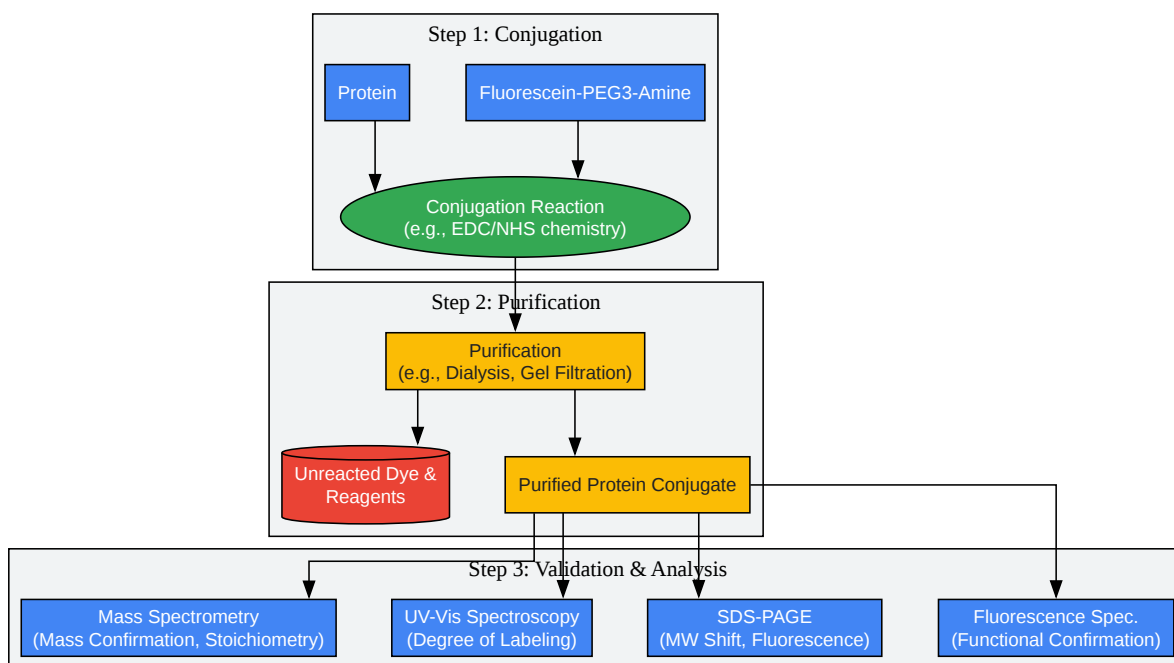 Step 1: Conjugation
Protein
Fluorescein-PEG3-Amine
Conjugation Reaction
(e.g., EDC/NHS chemistry)
Step 2: Purification
Purification
(e.g., Dialysis, Gel Filtration)
Unreacted Dye &
Reagents
Purified Protein Conjugate
Step 3: Validation & Analysis
Mass Spectrometry
(Mass Confirmation, Stoichiometry)
UV-Vis Spectroscopy
(Degree of Labeling)
SDS-PAGE
(MW Shift, Fluorescence)
Fluorescence Spec.
(Functional Confirmation)